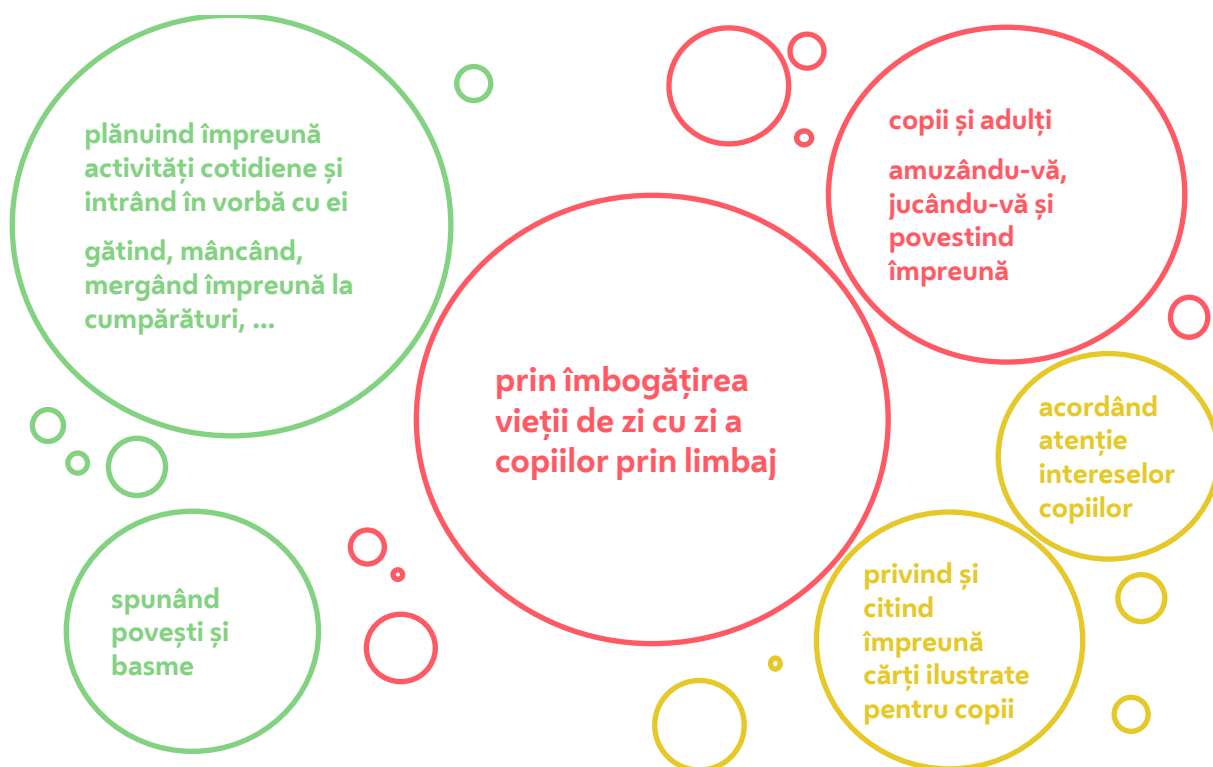 plănuind împreună
activități cotidiene și
intrând în vorbă cu ei
gătind, mâncând,
mergând împreună la
cumpărături, ...
copii și adulți
amuzându-vă,
jucându-vă și
povestind
împreună
prin îmbogățirea
vieții de zi cu zi a
copiilor prin limbaj
acordând
atenție
intereselor
copiilor
spunând
povești și
basme
privind și
citind
împreună
cărți ilustrate
pentru copii